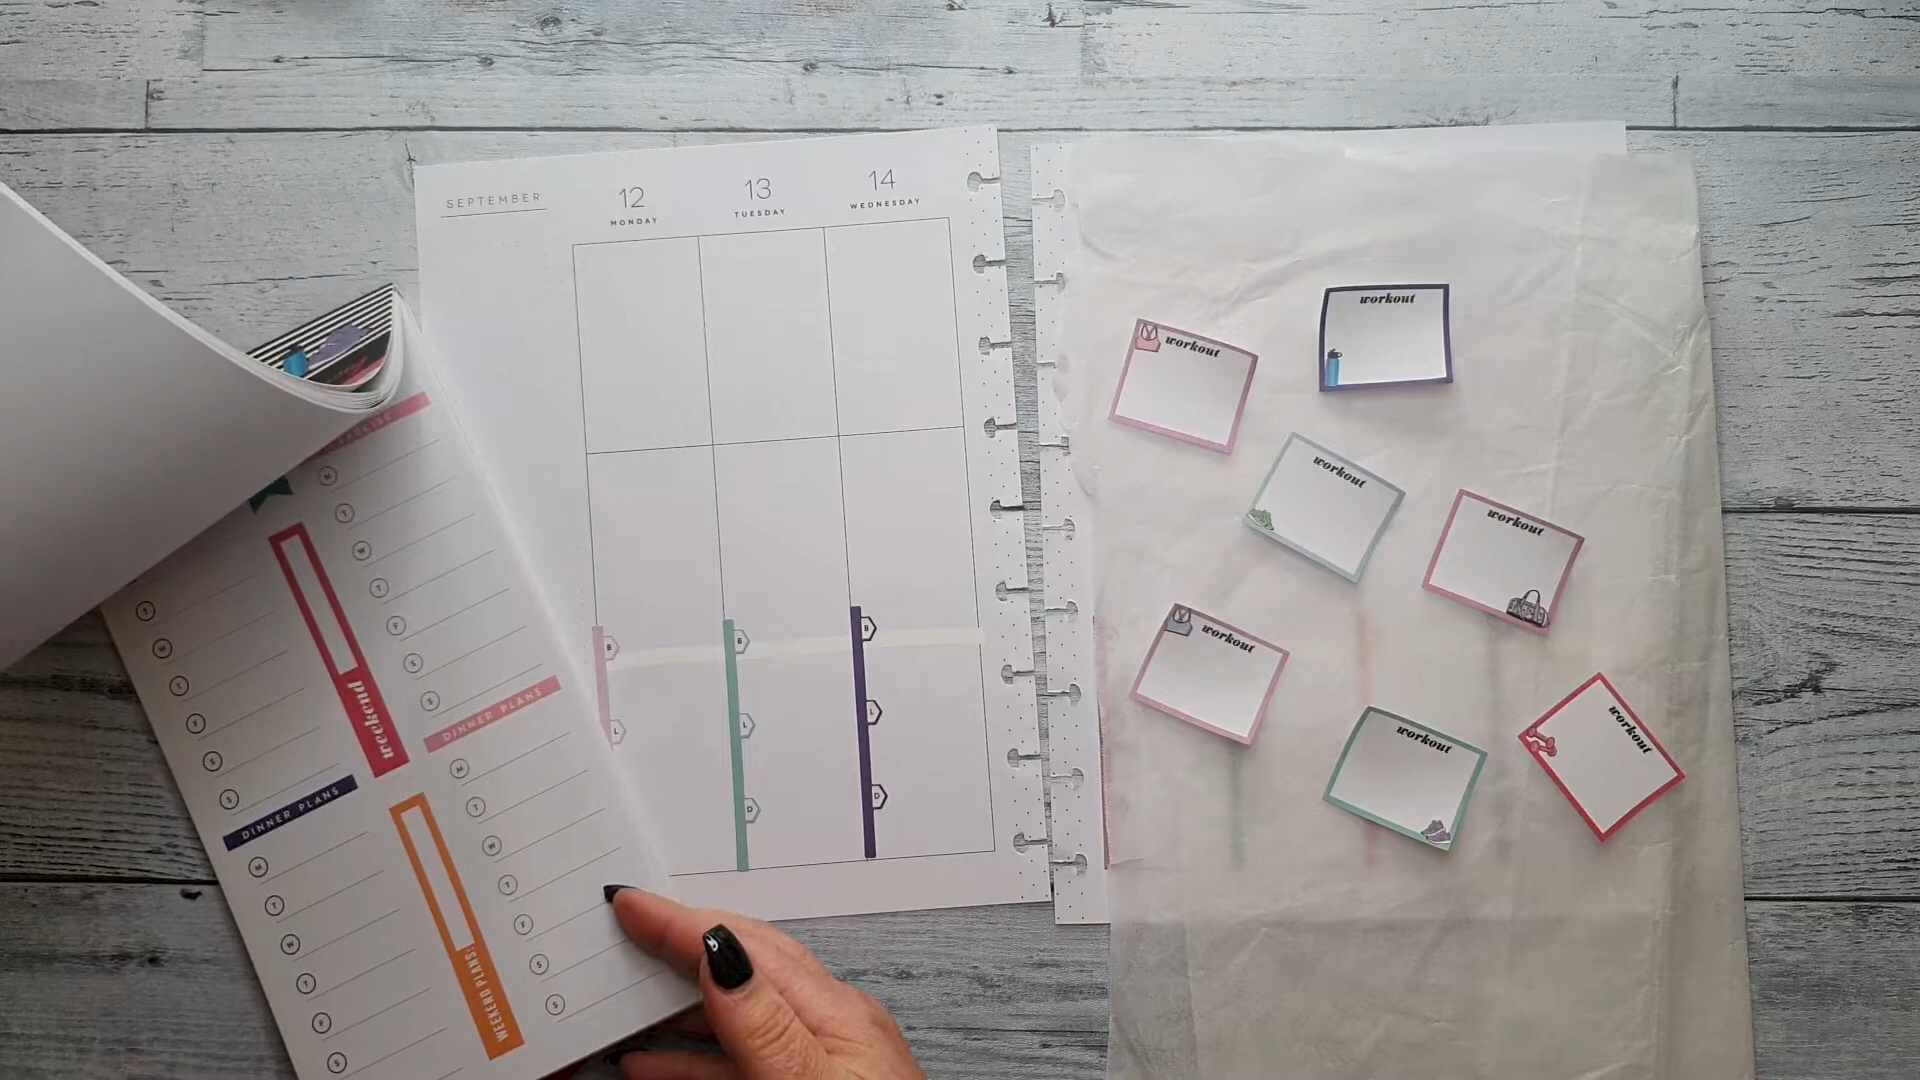 SEPTEMBER
12
MONDAY
13
TUESDAY
14
WEDNESDAY
B
L
B
L
D
B
L
D
M
T
W
T
F
S
S
DINNER PLANS
M
T
W
T
F
S
S
T
W
T
F
S
S
DINNER PLANS
M
T
W
T
F
S
weekend
WEEKEND PLANS:
workout
workout
workout
workout
workout
workout
workout